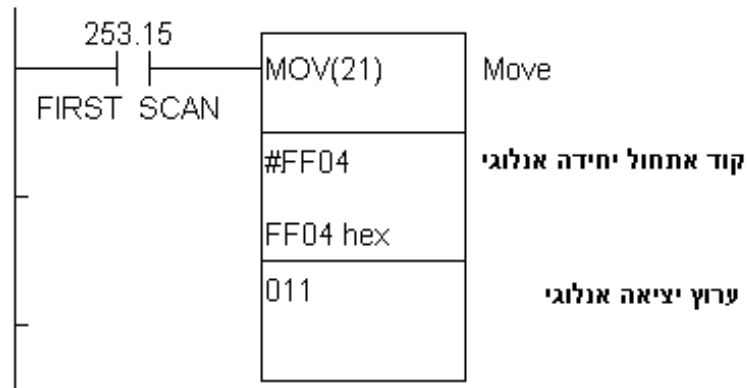 253.15
MOV(21) Move
FIRST SCAN
#FF04 קוד אתחול יחידה אנלוגי
FF04 hex
011 ערוץ יציאה אנלוגי